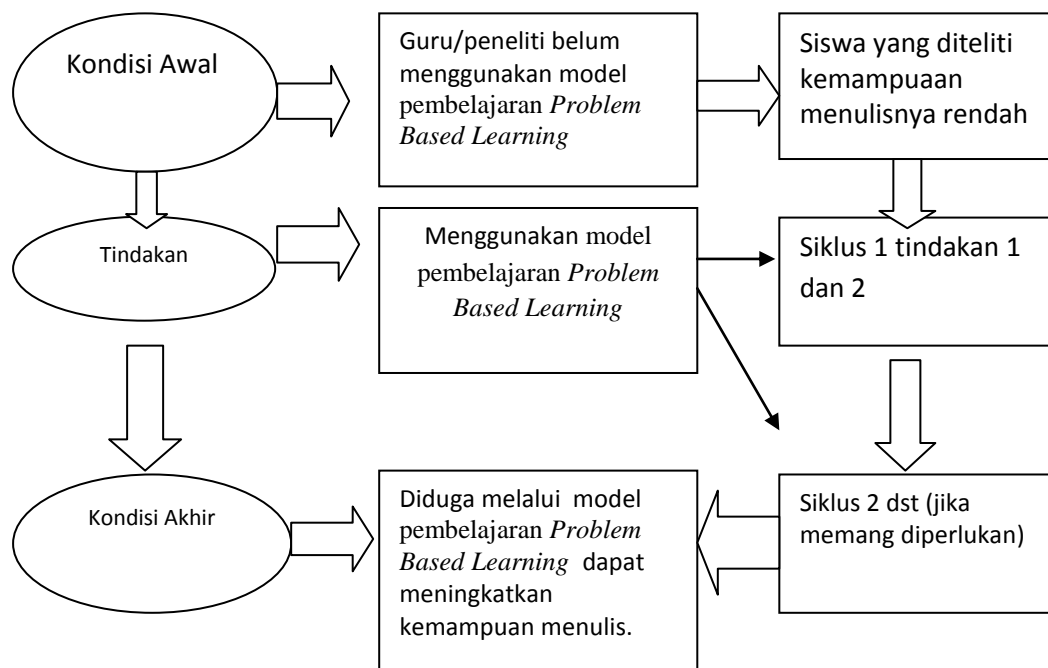 Kondisi Awal
Guru/peneliti belum
menggunakan model
pembelajaran Problem
Based Learning
Siswa yang diteliti
kemampuaan
menulisnya rendah
Tindakan
Menggunakan model
pembelajaran Problem
Based Learning
Siklus 1 tindakan 1
dan 2
Kondisi Akhir
Diduga melalui model
pembelajaran Problem
Based Learning dapat
meningkatkan
kemampuan menulis.
Siklus 2 dst (jika
memang diperlukan)